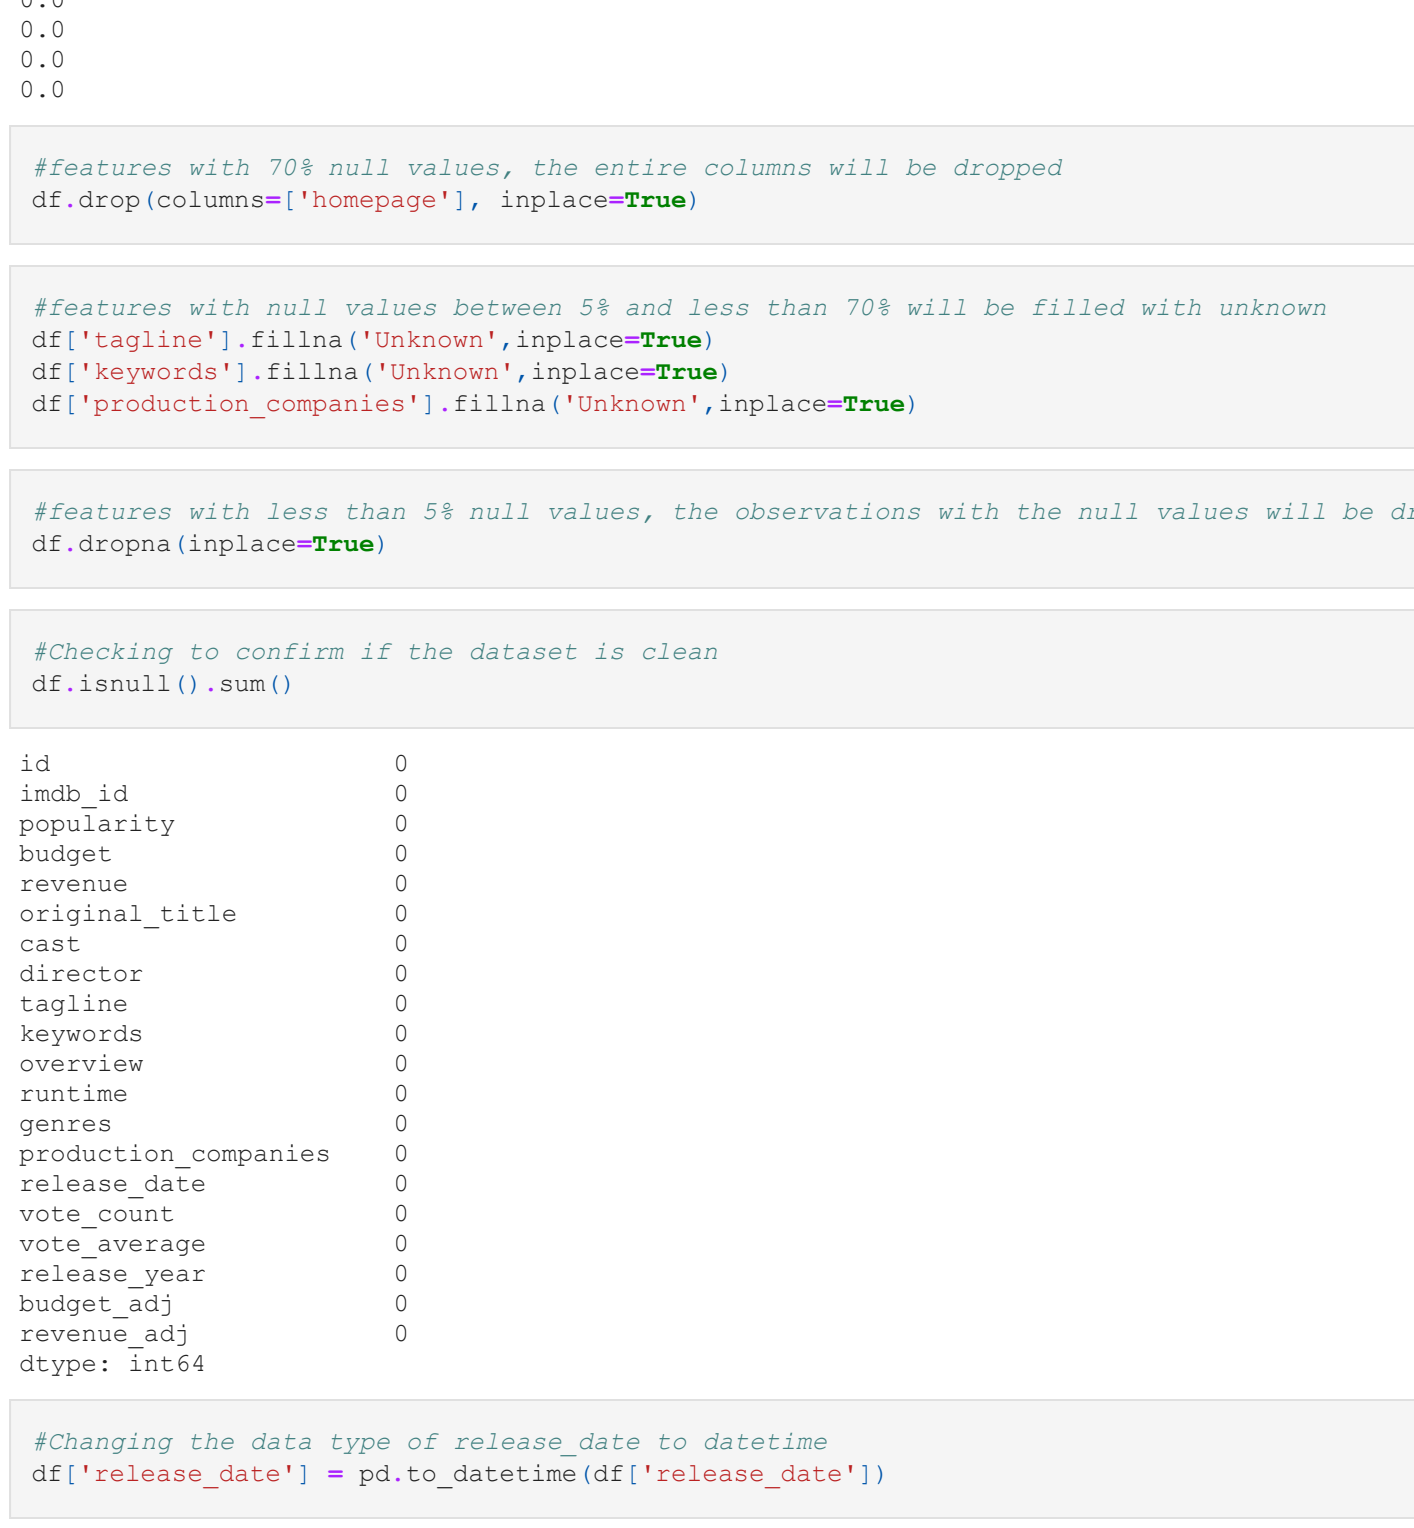 0.0
0.0
0.0
0.0
#features with 70% null values, the entire columns will be dropped
df.drop(columns=['homepage'], inplace=True)
#features with null values between 5% and less than 70% will be filled with unknown
df['tagline'].fillna('Unknown',inplace=True)
df['keywords'].fillna('Unknown',inplace=True)
df['production_companies'].fillna('Unknown',inplace=True)
#features with less than 5% null values, the observations with the null values will be
df.dropna(inplace=True)
#Checking to confirm if the dataset is clean
df.isnull().sum()
id 0
imdb_id 0
popularity 0
budget 0
revenue 0
original_title 0
cast 0
director 0
tagline 0
keywords 0
overview 0
runtime 0
genres 0
production_companies 0
release_date 0
vote_count 0
vote_average 0
release_year 0
budget_adj 0
revenue_adj 0
dtype: int64
#Changing the data type of release_date to datetime
df['release_date'] = pd.to_datetime(df['release_date'])